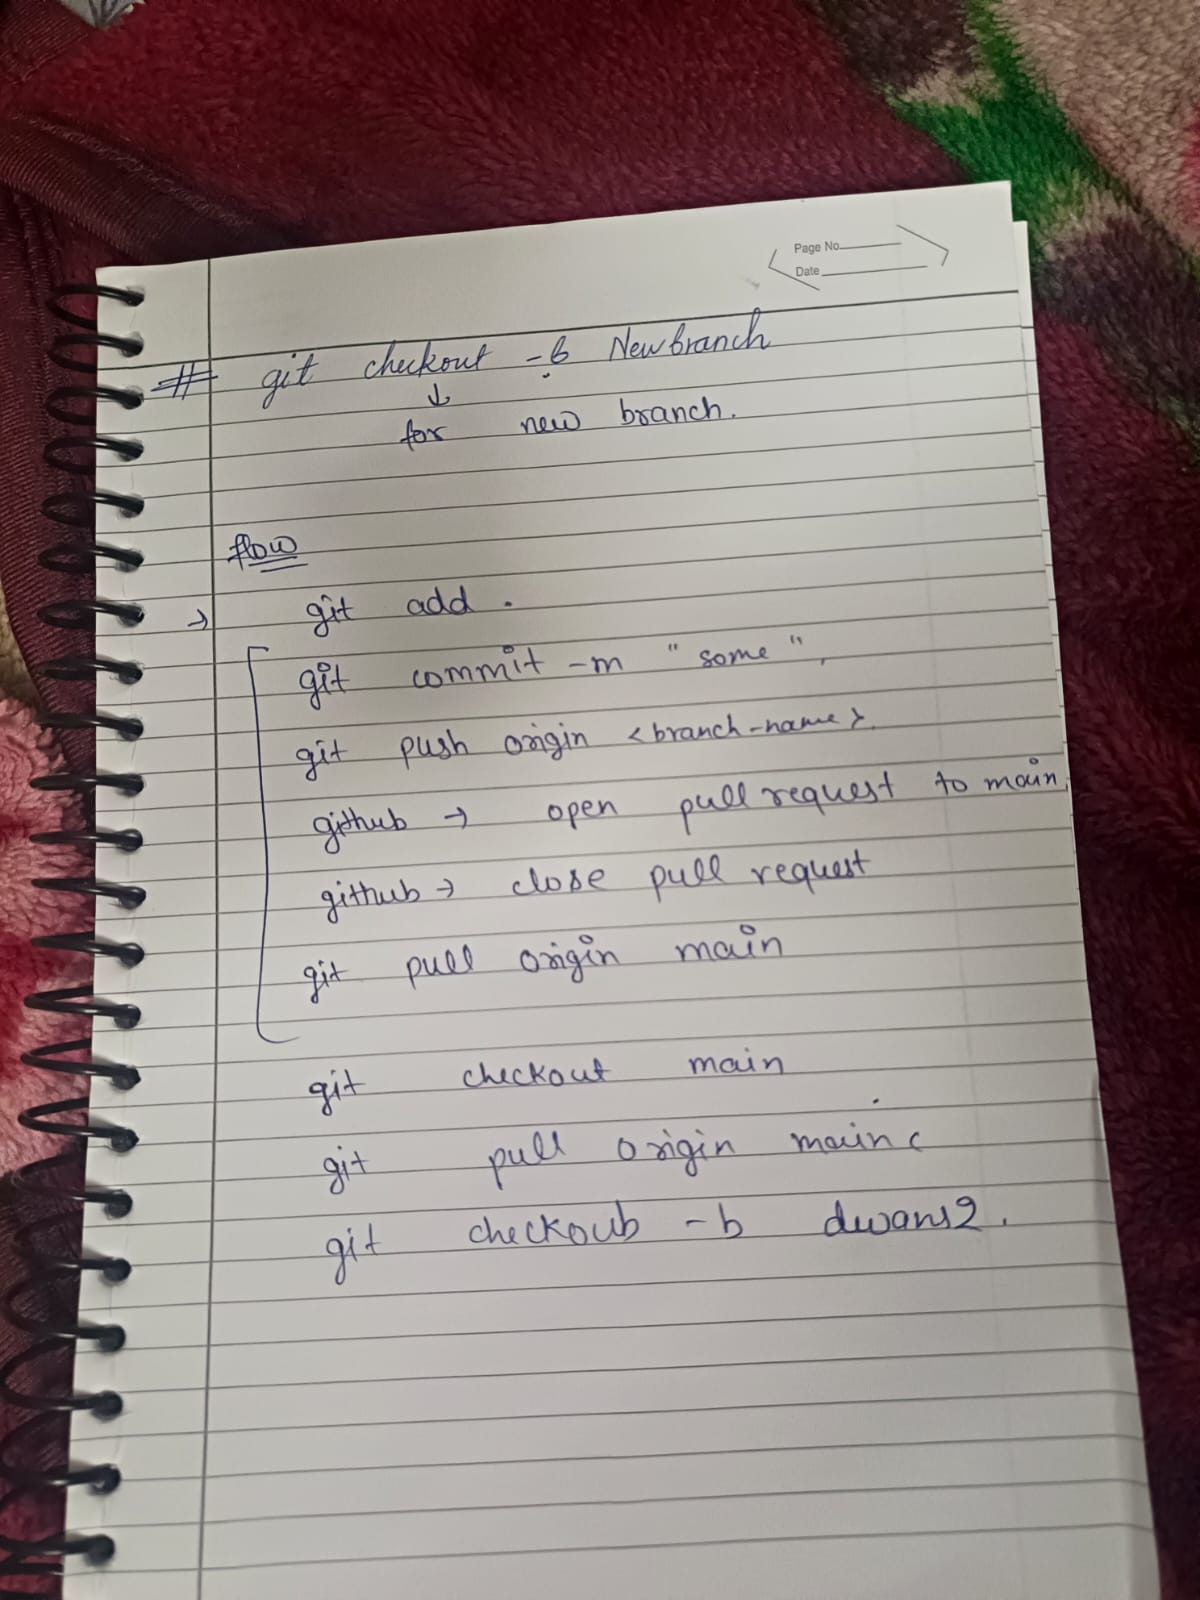 Page No.
Date
# git checkout -b Newbranch
↓
for new branch.
flow
→ git add .
git commit -m "some",
git push origin <branch-name>.
github → open pull request to main,
github → close pull request
git pull origin main
git checkout main
git pull origin main
git checkoub -b dwans2.